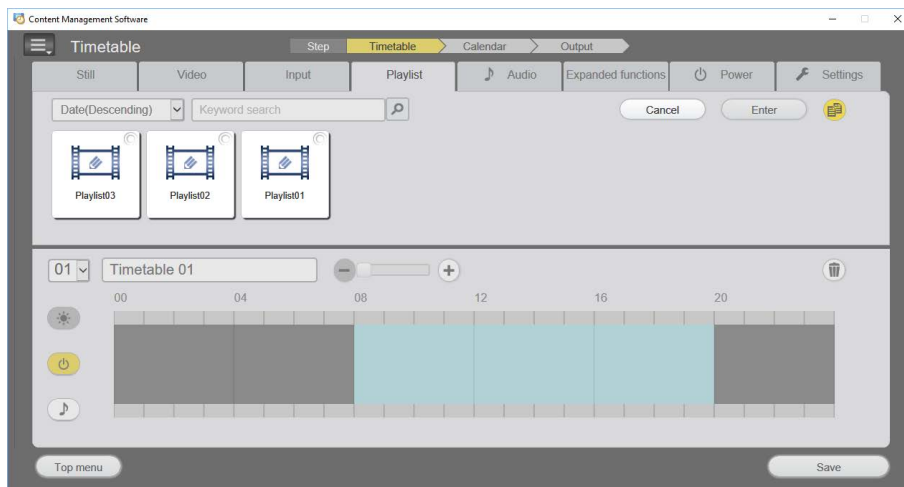 Content Management Software
Timetable
Step Timetable Calendar Output
Still Video Input Playlist Audio Expanded functions Power Settings
Date(Descending) Keyword search Cancel Enter
Playlist03 Playlist02 Playlist01
01 Timetable 01
00 04 08 12 16 20
Top menu Save